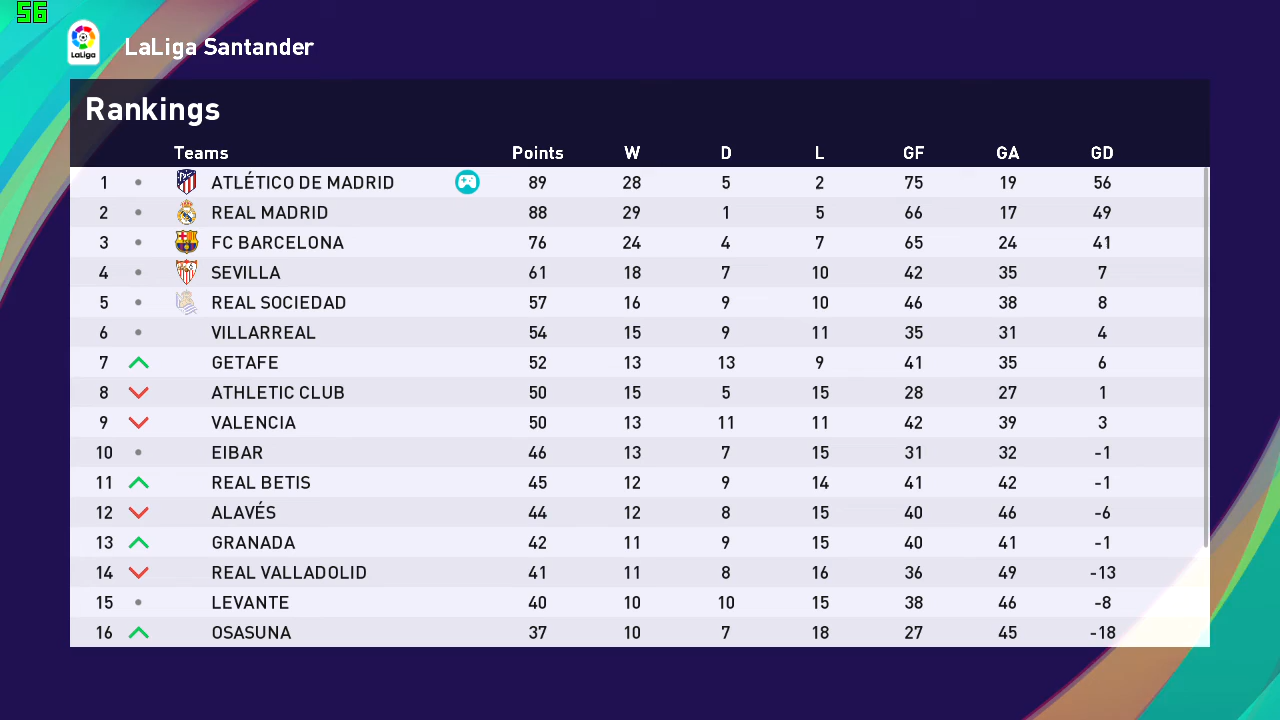 56
LaLiga
LaLiga Santander
Rankings
Teams Points W D L GF GA GD
1 ATLÉTICO DE MADRID 89 28 5 2 75 19 56
2 REAL MADRID 88 29 1 5 66 17 49
3 FC BARCELONA 76 24 4 7 65 24 41
4 SEVILLA 61 18 7 10 42 35 7
5 REAL SOCIEDAD 57 16 9 10 46 38 8
6 VILLARREAL 54 15 9 11 35 31 4
7 GETAFE 52 13 13 9 41 35 6
8 ATHLETIC CLUB 50 15 5 15 28 27 1
9 VALENCIA 50 13 11 11 42 39 3
10 EIBAR 46 13 7 15 31 32 -1
11 REAL BETIS 45 12 9 14 41 42 -1
12 ALAVÉS 44 12 8 15 40 46 -6
13 GRANADA 42 11 9 15 40 41 -1
14 REAL VALLADOLID 41 11 8 16 36 49 -13
15 LEVANTE 40 10 10 15 38 46 -8
16 OSASUNA 37 10 7 18 27 45 -18